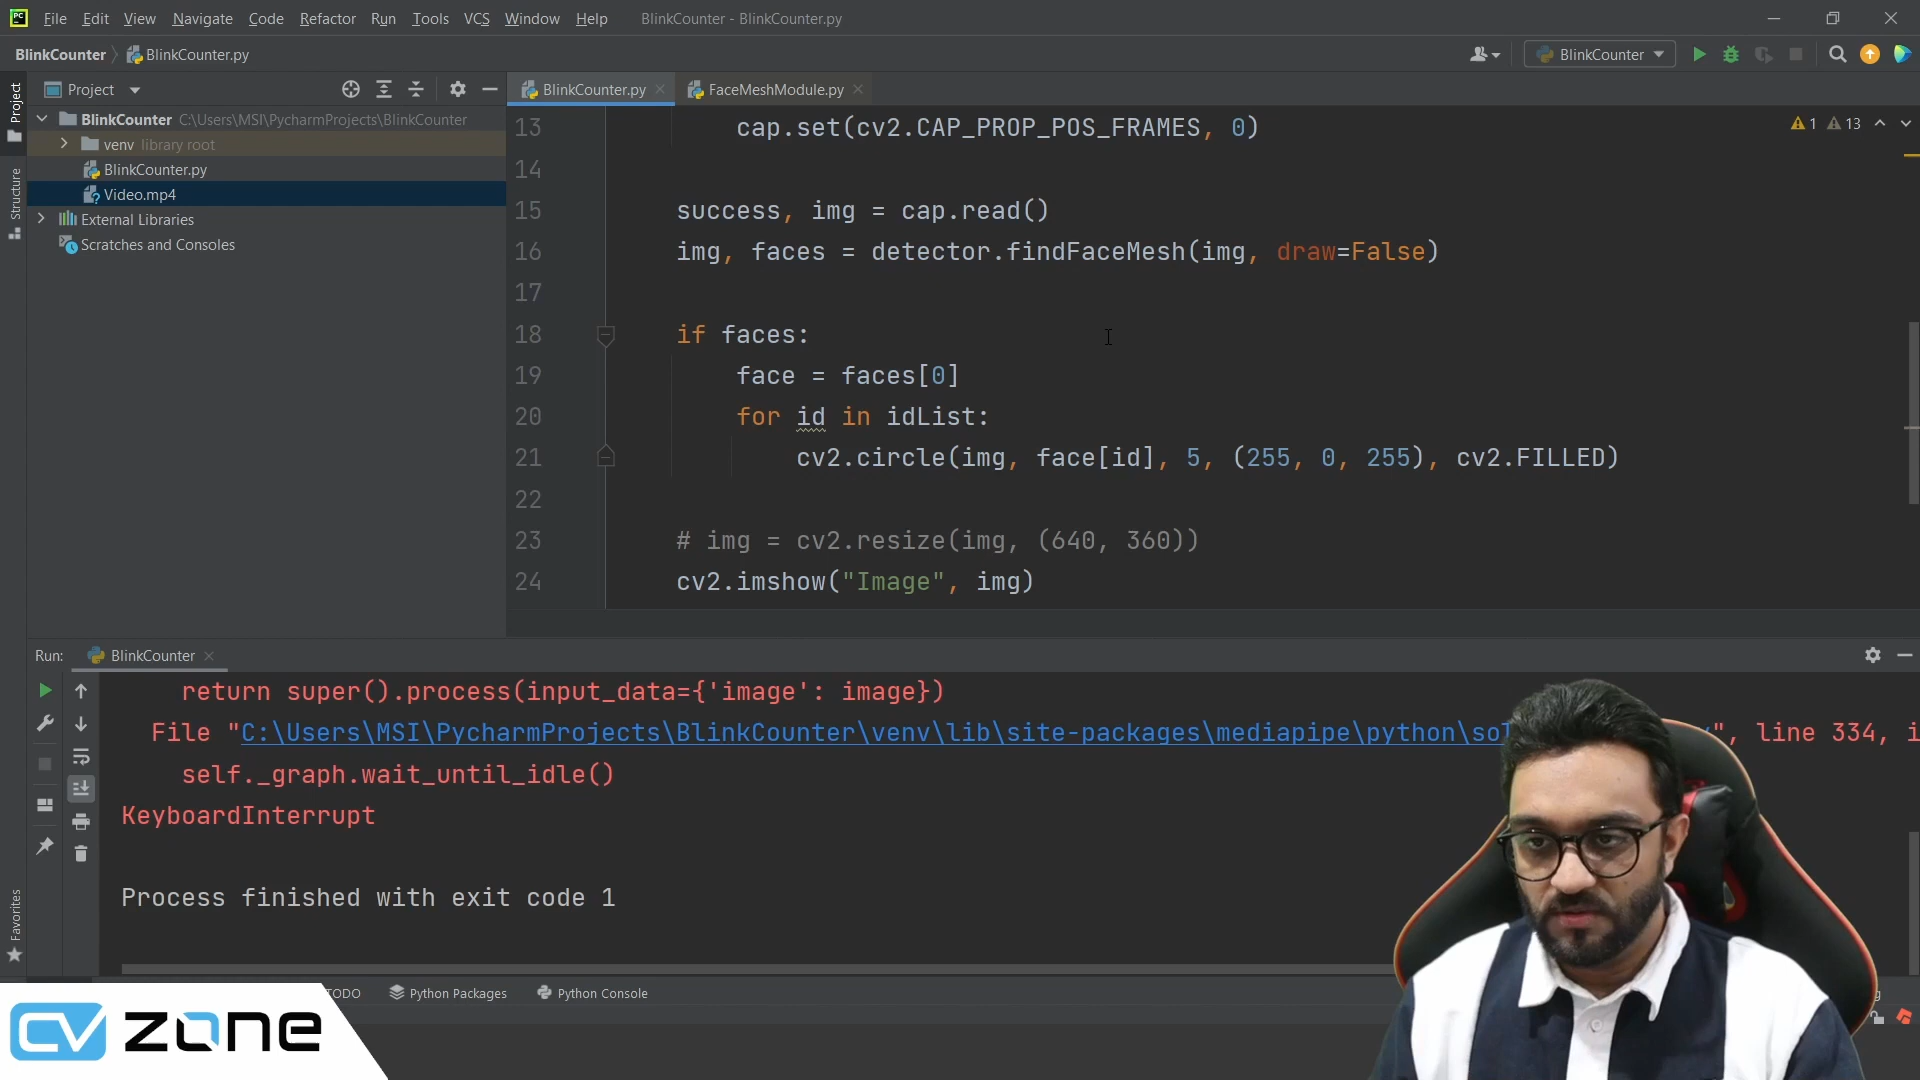 File Edit View Navigate Code Refactor Run Tools VCS Window Help BlinkCounter - BlinkCounter.py
BlinkCounter BlinkCounter.py BlinkCounter
Project
Project
BlinkCounter C:\Users\MSI\PycharmProjects\BlinkCounter
venv library root
BlinkCounter.py
Video.mp4
External Libraries
Scratches and Consoles
Structure
Favorites
BlinkCounter.py FaceMeshModule.py
1 13
13 cap.set(cv2.CAP_PROP_POS_FRAMES, 0)
14
15 success, img = cap.read()
16 img, faces = detector.findFaceMesh(img, draw=False)
17
18 if faces:
19 face = faces[0]
20 for id in idList:
21 cv2.circle(img, face[id], 5, (255, 0, 255), cv2.FILLED)
22
23 # img = cv2.resize(img, (640, 360))
24 cv2.imshow("Image", img)
Run: BlinkCounter
return super().process(input_data={'image': image})
File "C:\Users\MSI\PycharmProjects\BlinkCounter\venv\lib\site-packages\mediapipe\python\so ", line 334, i
self._graph.wait_until_idle()
KeyboardInterrupt
Process finished with exit code 1
TODO Python Packages Python Console
CV ZONE